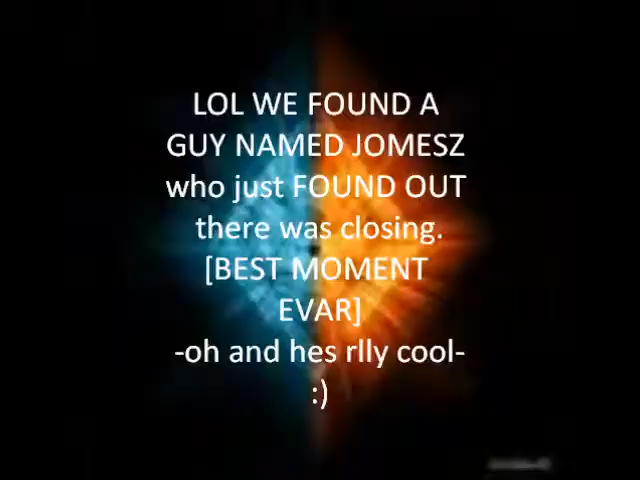 LOL WE FOUND A
GUY NAMED JOMESZ
who just FOUND OUT
there was closing.
[BEST MOMENT
EVAR]
-oh and hes rlly cool-
:)